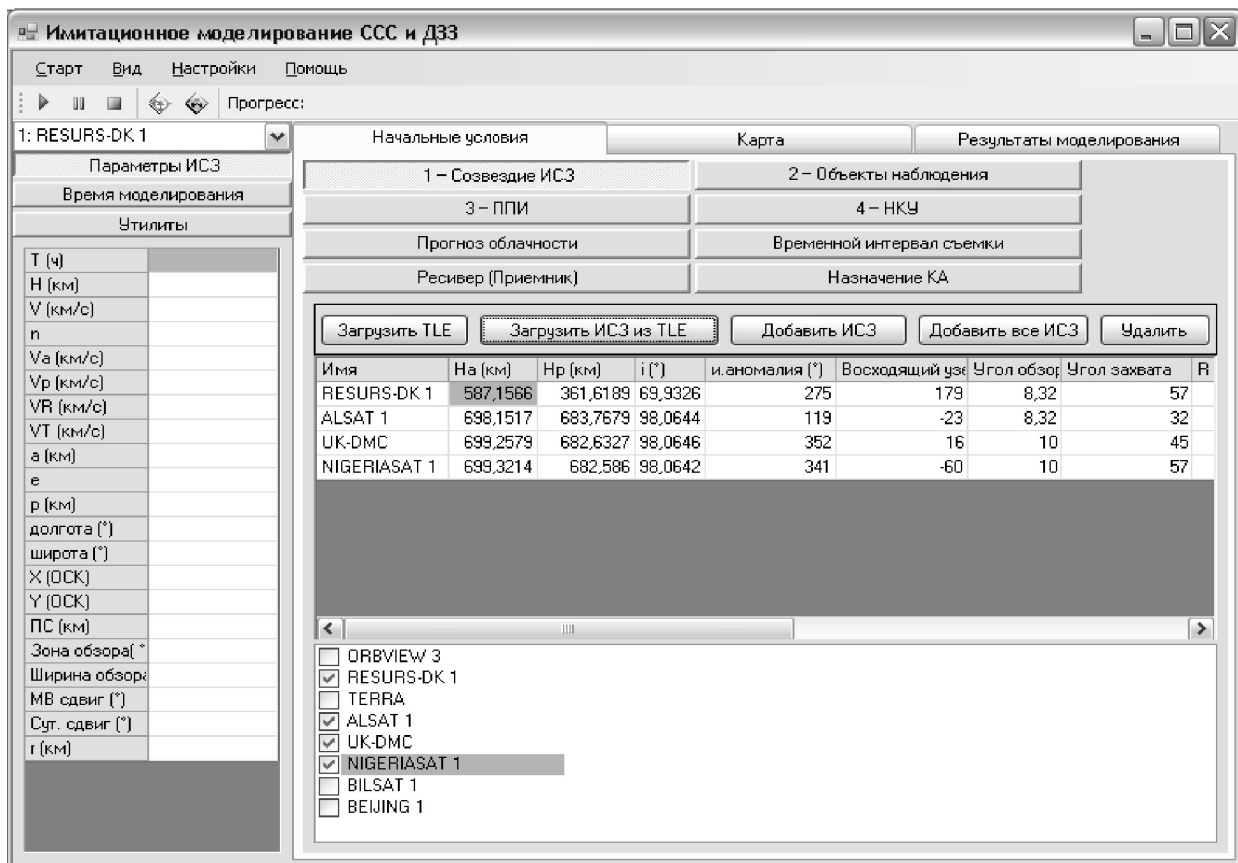 Имитационное моделирование ССС и ДЗЗ
Старт Вид Настройки Помощь
Прогресс:
1: RESURS-DK 1
Параметры ИСЗ
Время моделирования
Утилиты
T (ч)
H (км)
V (км/с)
n
Va (км/с)
Vp (км/с)
VR (км/с)
VT (км/с)
a (км)
e
p (км)
долгота (°)
широта (°)
X (ОСК)
Y (ОСК)
ПС (км)
Зона обзора( °
Ширина обзора
МВ сдвиг (°)
Сут. сдвиг (°)
r (км)
Начальные условия Карта Результаты моделирования
1 – Созвездие ИСЗ 2 – Объекты наблюдения
3 – ППИ 4 – НКУ
Прогноз облачности Временной интервал съемки
Ресивер (Приемник) Назначение КА
Загрузить TLE Загрузить ИСЗ из TLE Добавить ИСЗ Добавить все ИСЗ Удалить
Имя Ha (км) Hp (км) i (°) и.аномалия (°) Восходящий узе Угол обзор Угол захвата R
RESURS-DK 1 587,1566 361,6189 69,9326 275 179 8,32 57
ALSAT 1 698,1517 683,7679 98,0644 119 -23 8,32 32
UK-DMC 699,2579 682,6327 98,0646 352 16 10 45
NIGERIASAT 1 699,3214 682,586 98,0642 341 -60 10 57
ORBVIEW 3
RESURS-DK 1
TERRA
ALSAT 1
UK-DMC
NIGERIASAT 1
BILSAT 1
BEIJING 1